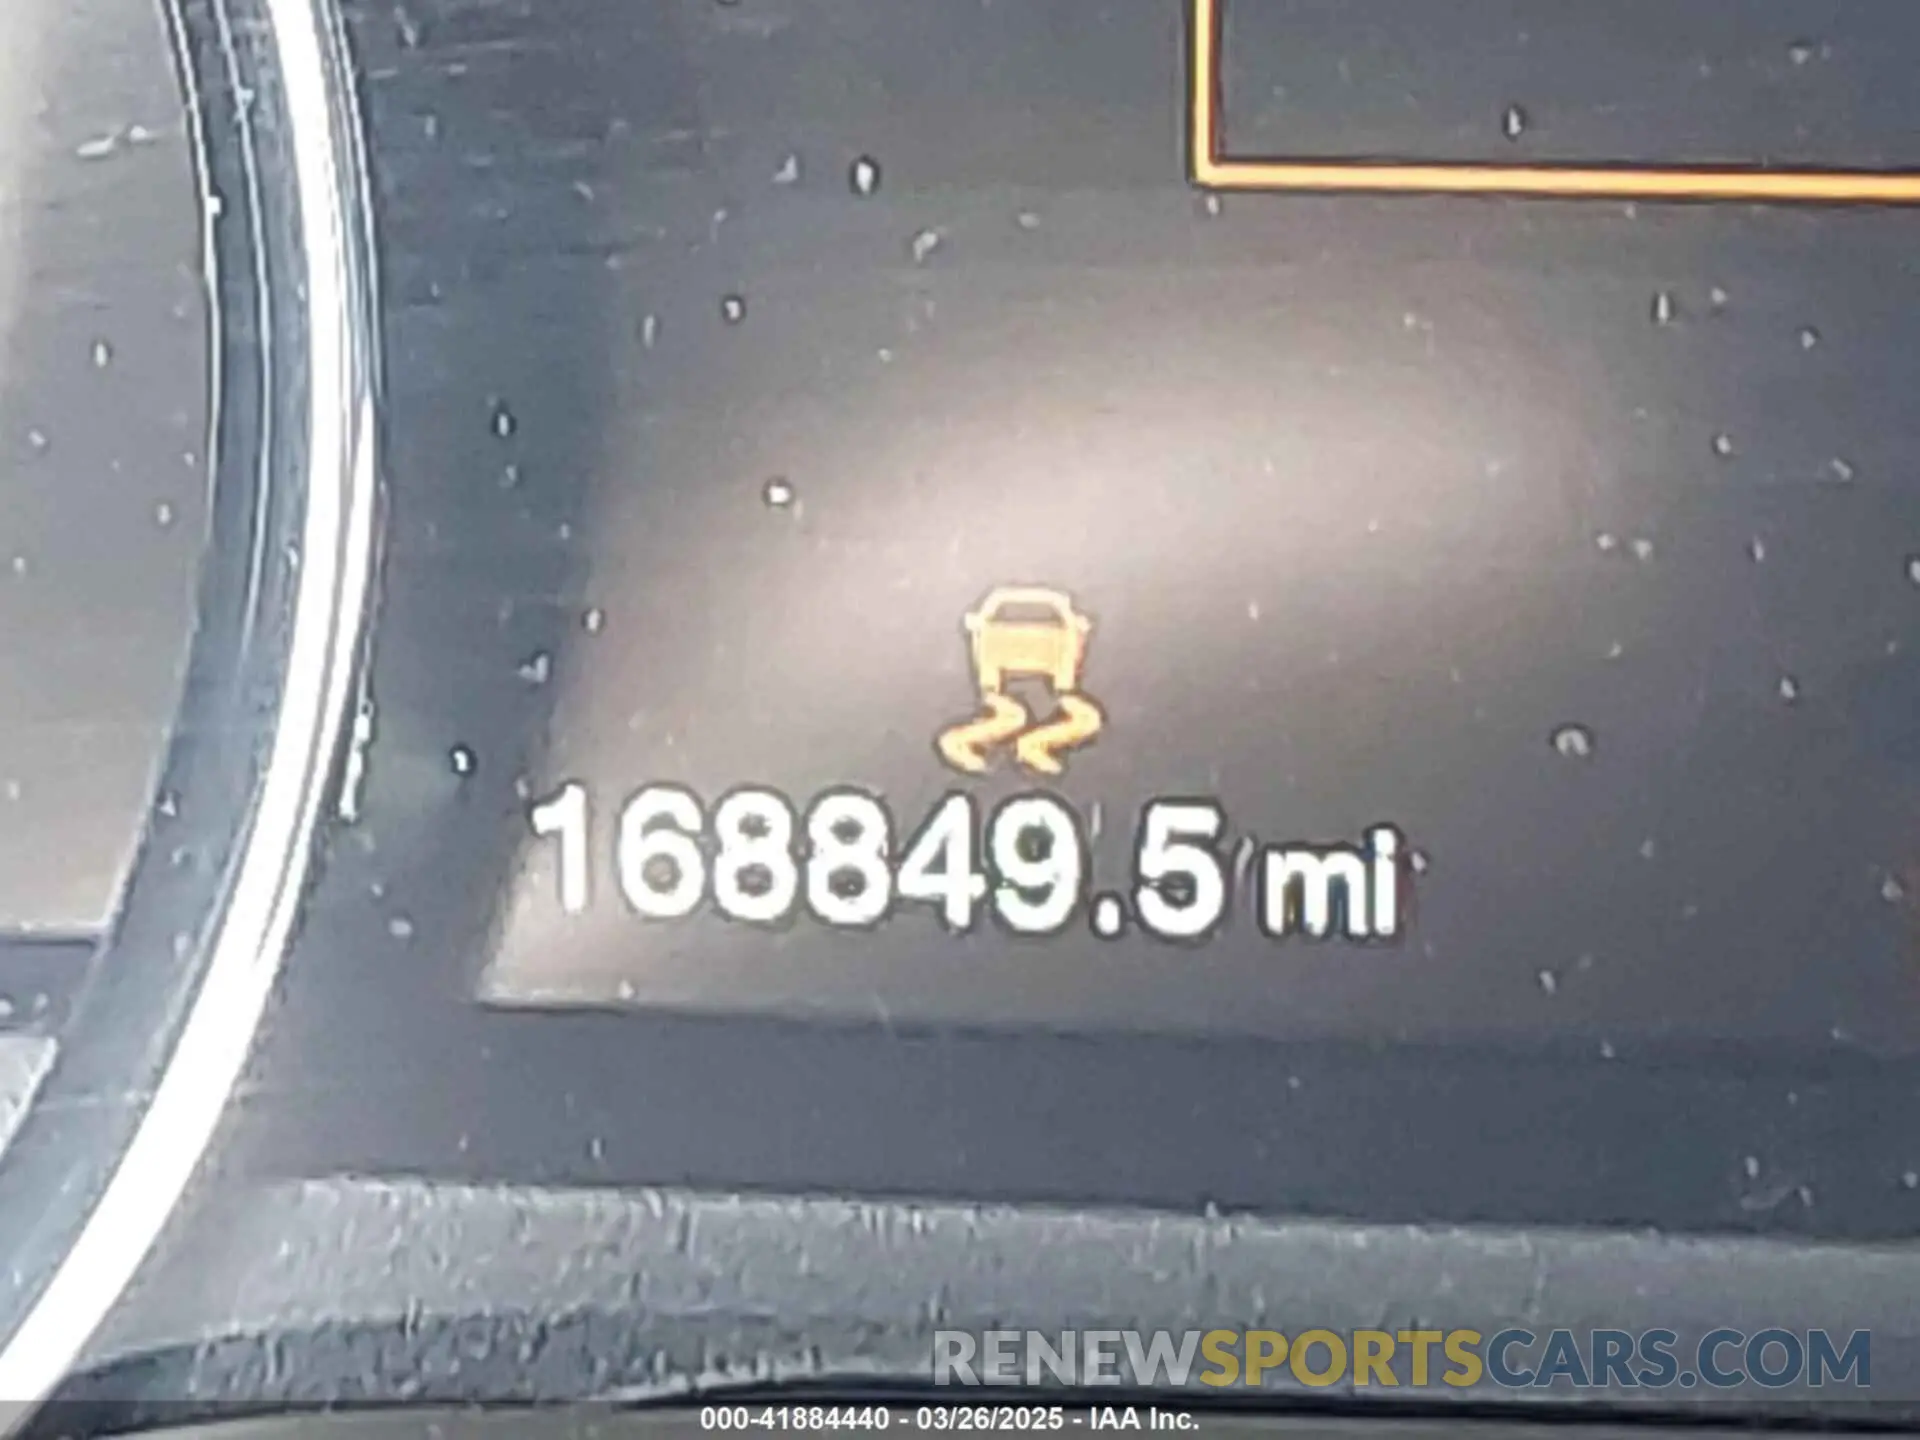 168849.5 mi
RENEWSPORTSCARS.COM
000-41884440 - 03/26/2025 - IAA Inc.